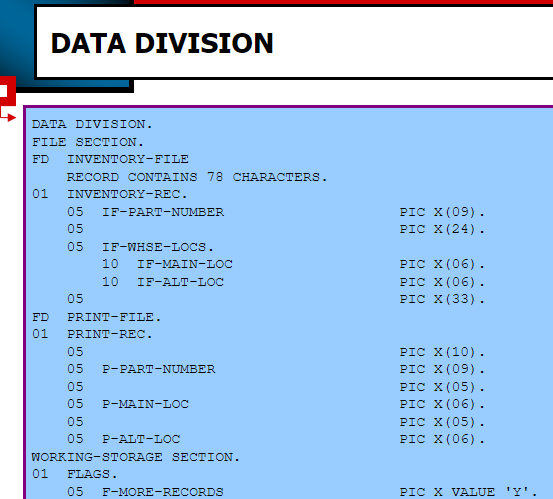 DATA DIVISION
DATA DIVISION.
FILE SECTION.
FD  INVENTORY-FILE
    RECORD CONTAINS 78 CHARACTERS.
01  INVENTORY-REC.
    05  IF-PART-NUMBER                    PIC X(09).
    05                                    PIC X(24).
    05  IF-WHSE-LOCS.
        10  IF-MAIN-LOC                   PIC X(06).
        10  IF-ALT-LOC                    PIC X(06).
    05                                    PIC X(33).
FD  PRINT-FILE.
01  PRINT-REC.
    05                                    PIC X(10).
    05  P-PART-NUMBER                     PIC X(09).
    05                                    PIC X(05).
    05  P-MAIN-LOC                        PIC X(06).
    05                                    PIC X(05).
    05  P-ALT-LOC                         PIC X(06).
WORKING-STORAGE SECTION.
01  FLAGS.
    05  F-MORE-RECORDS                    PIC X VALUE 'Y'.